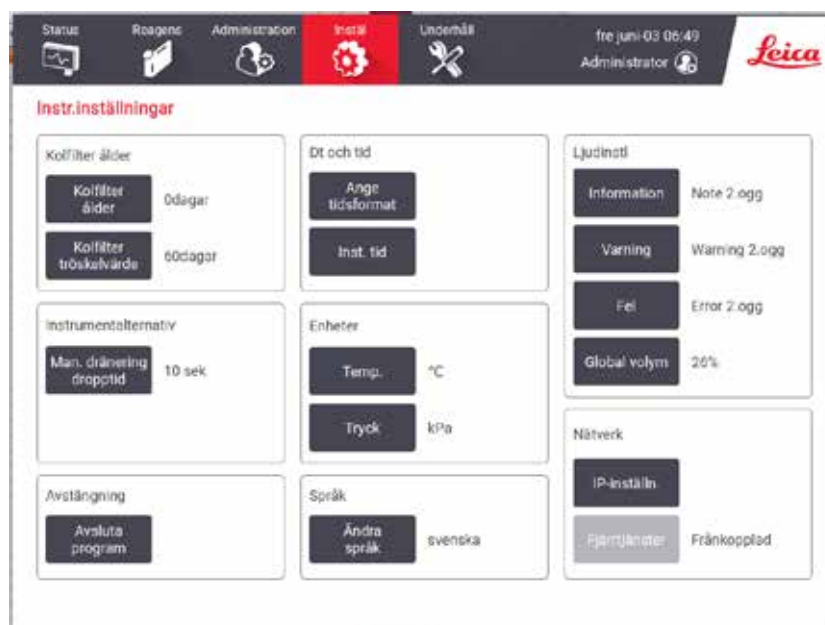 Status
Reagens
Administration
Inställ
Underhåll
fre juni-03 06:49
Administrator
Leica
Instr.inställningar
Kolfilter ålder
Kolfilter
ålder
0dagar
Kolfilter
tröskelvärde
60dagar
Dt och tid
Ange
tidsformat
Inst. tid
Ljudinstl
Information
Note 2.ogg
Varning
Warning 2.ogg
Fel
Error 2.ogg
Global volym
26%
Instrumentalternativ
Man. dränering
dropptid
10 sek
Enheter
Temp.
°C
Tryck
kPa
Nätverk
IP-inställn.
Fjärrtjänster
Frånkopplad
Avstängning
Avsluta
program
Språk
Ändra
språk
svenska